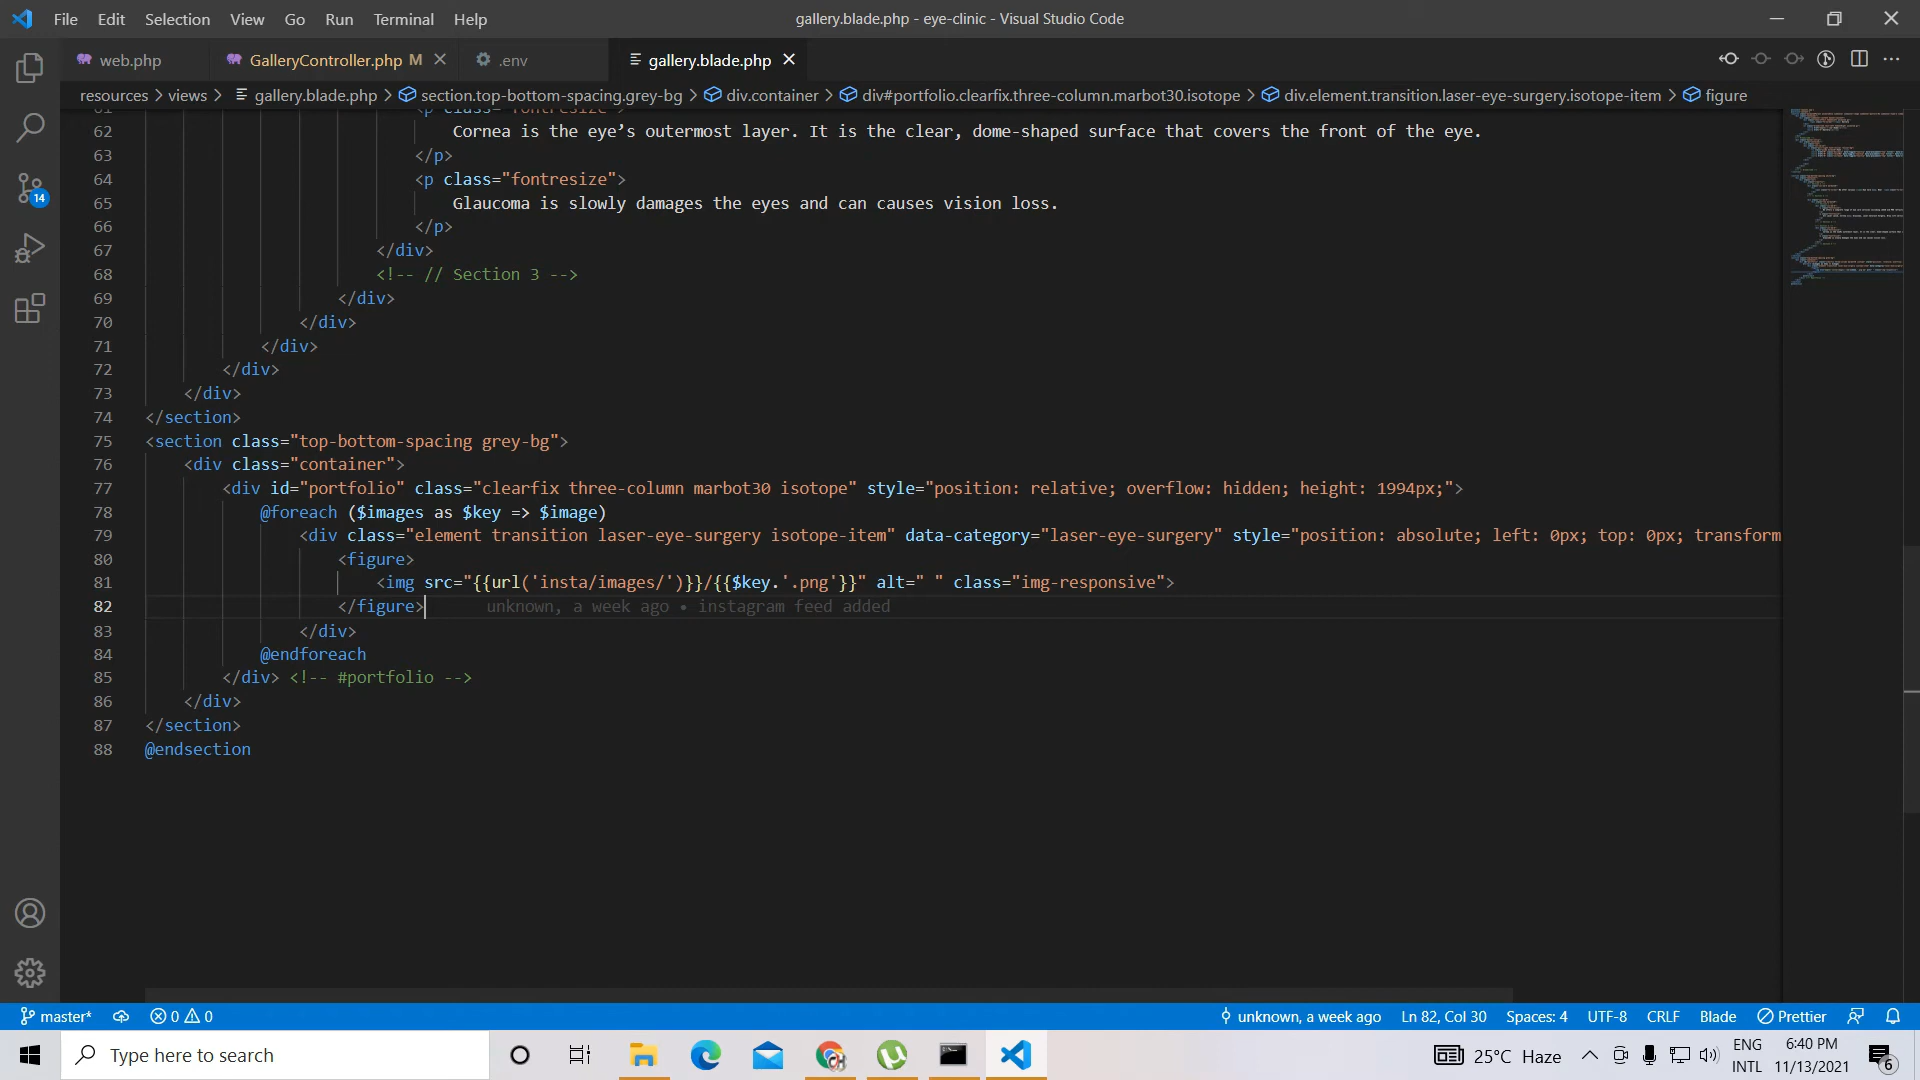 File Edit Selection View Go Run Terminal Help
gallery.blade.php - eye-clinic - Visual Studio Code
web.php
GalleryController.php M
.env
gallery.blade.php
resources > views > gallery.blade.php > section.top-bottom-spacing.grey-bg > div.container > div#portfolio.clearfix.three-column.marbot30.isotope > div.element.transition.laser-eye-surgery.isotope-item > figure
62 Cornea is the eye’s outermost layer. It is the clear, dome-shaped surface that covers the front of the eye.
63 </p>
64 <p class="fontresize">
65 Glaucoma is slowly damages the eyes and can causes vision loss.
66 </p>
67 </div>
68 <!-- // Section 3 -->
69 </div>
70 </div>
71 </div>
72 </div>
73 </div>
74 </section>
75 <section class="top-bottom-spacing grey-bg">
76 <div class="container">
77 <div id="portfolio" class="clearfix three-column marbot30 isotope" style="position: relative; overflow: hidden; height: 1994px;">
78 @foreach ($images as $key => $image)
79 <div class="element transition laser-eye-surgery isotope-item" data-category="laser-eye-surgery" style="position: absolute; left: 0px; top: 0px; transform
80 <figure>
81 <img src="{{url('insta/images/')}}/{{$key.'.png'}}" alt=" " class="img-responsive">
82 </figure> unknown, a week ago • instagram feed added
83 </div>
84 @endforeach
85 </div> <!-- #portfolio -->
86 </div>
87 </section>
88 @endsection
14
master* 0 0 unknown, a week ago Ln 82, Col 30 Spaces: 4 UTF-8 CRLF Blade Prettier
Type here to search
25°C Haze
ENG
INTL
6:40 PM
11/13/2021
6